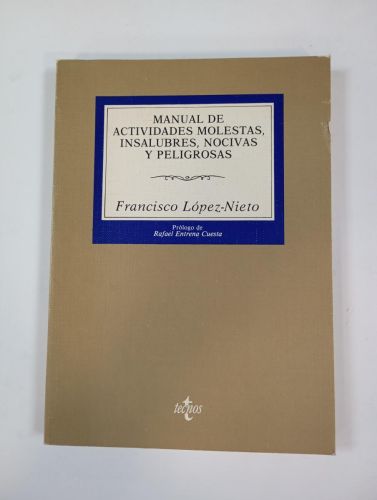 MANUAL DE
ACTIVIDADES MOLESTAS,
INSALUBRES, NOCIVAS
Y PELIGROSAS
Francisco López-Nieto
Prólogo de
Rafael Entrena Cuesta
tecnos